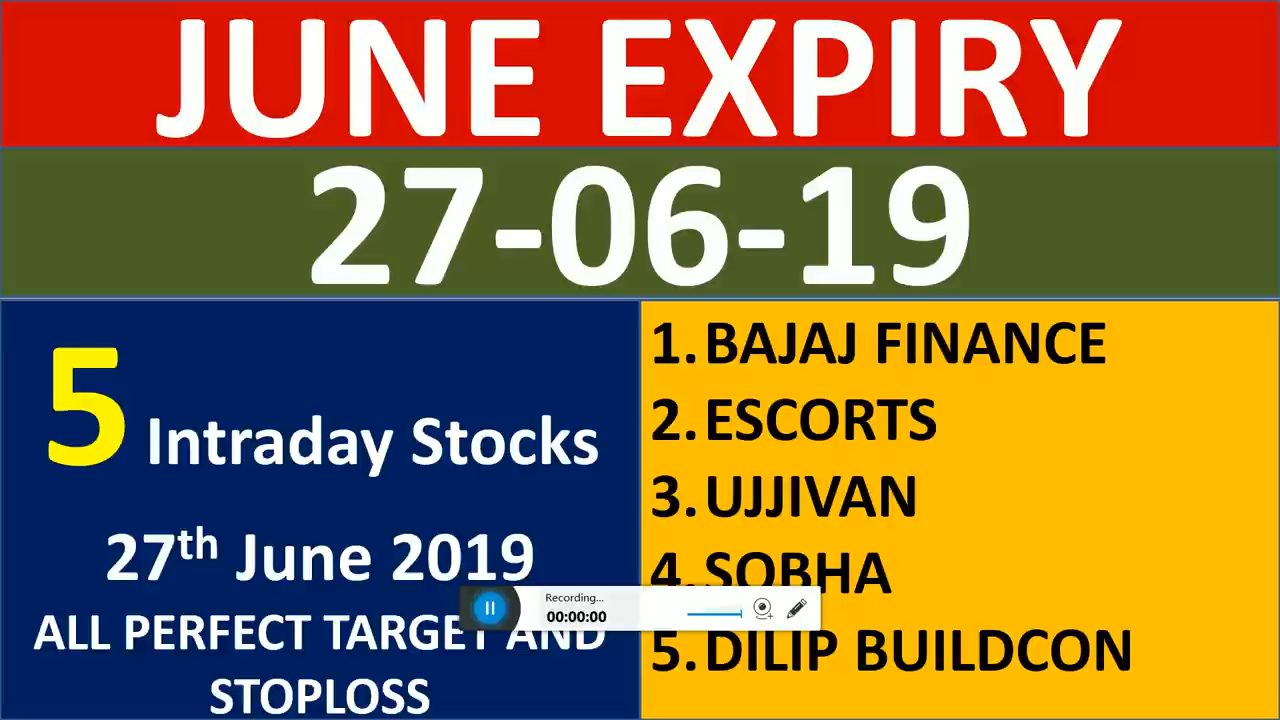 JUNE EXPIRY
27-06-19
5 Intraday Stocks
27th June 2019
ALL PERFECT TARGET AND
STOPLOSS
1. BAJAJ FINANCE
2. ESCORTS
3. UJJIVAN
4. SOBHA
5. DILIP BUILDCON
Recording...
00:00:00